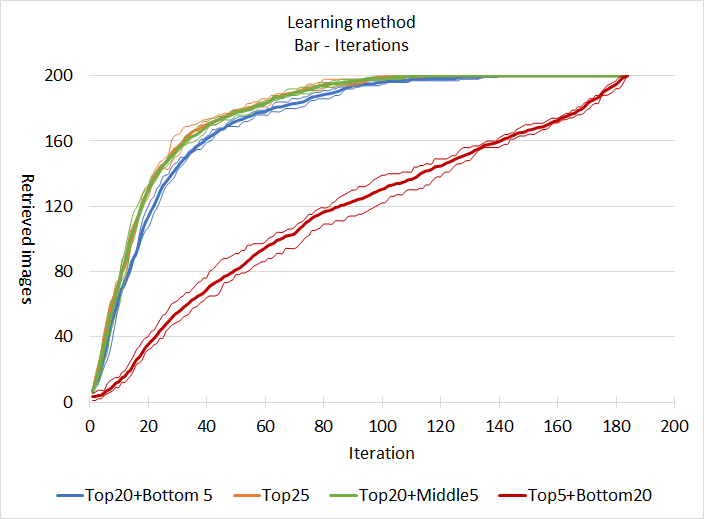 Learning method
Bar - Iterations
Retrieved images
200
160
120
80
40
0
0 20 40 60 80 100 120 140 160 180 200
Iteration
Top20+Bottom 5 Top25 Top20+Middle5 Top5+Bottom20